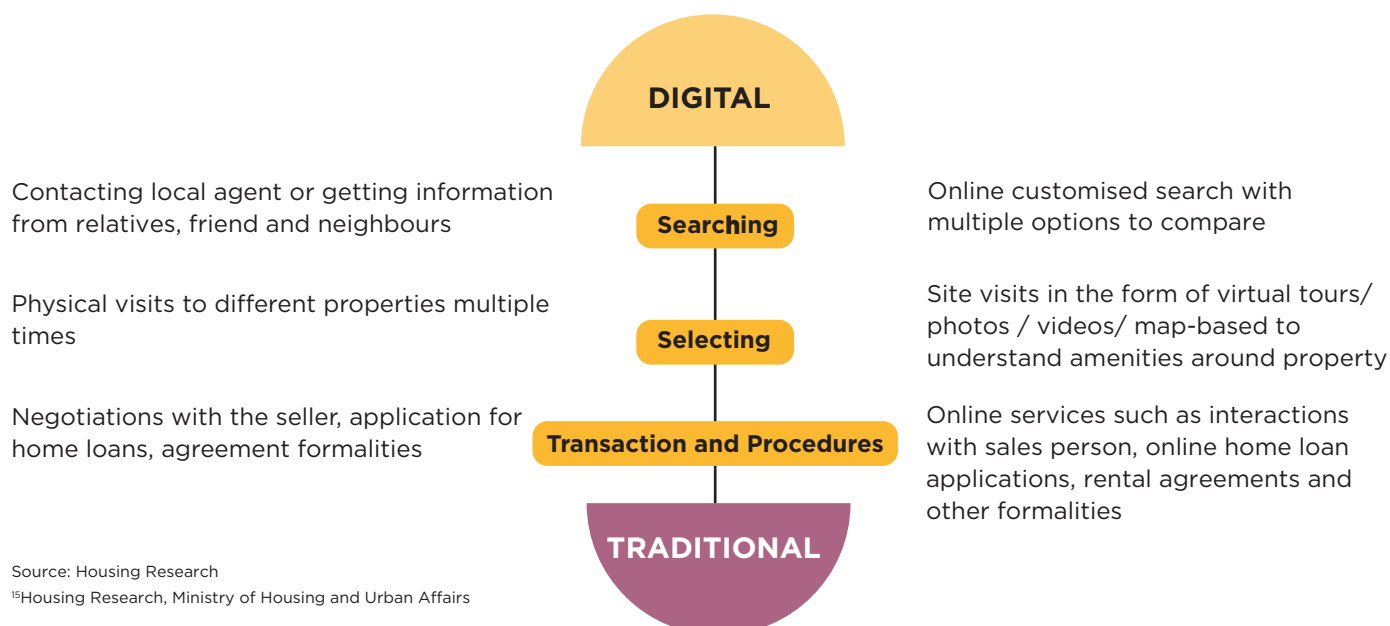 DIGITAL
Contacting local agent or getting information
from relatives, friend and neighbours
Searching
Online customised search with
multiple options to compare
Physical visits to different properties multiple
times
Selecting
Site visits in the form of virtual tours/
photos / videos/ map-based to
understand amenities around property
Negotiations with the seller, application for
home loans, agreement formalities
Transaction and Procedures
Online services such as interactions
with sales person, online home loan
applications, rental agreements and
other formalities
TRADITIONAL
Source: Housing Research
¹⁵Housing Research, Ministry of Housing and Urban Affairs